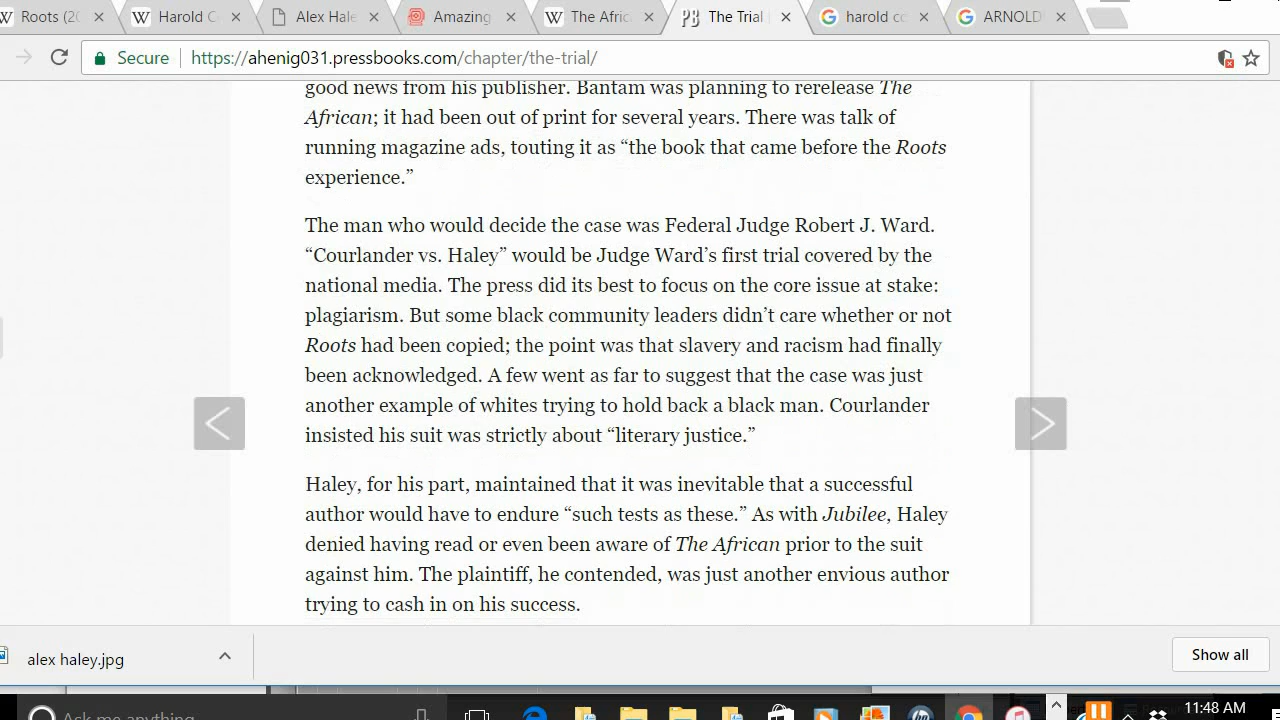 Roots (20
Harold C
Alex Hale
Amazing
The Afric
The Trial
harold co
ARNOLD
Secure
https://ahenig031.pressbooks.com/chapter/the-trial/
good news from his publisher. Bantam was planning to rerelease The
African; it had been out of print for several years. There was talk of
running magazine ads, touting it as “the book that came before the Roots
experience.”
The man who would decide the case was Federal Judge Robert J. Ward.
“Courlander vs. Haley” would be Judge Ward’s first trial covered by the
national media. The press did its best to focus on the core issue at stake:
plagiarism. But some black community leaders didn’t care whether or not
Roots had been copied; the point was that slavery and racism had finally
been acknowledged. A few went as far to suggest that the case was just
another example of whites trying to hold back a black man. Courlander
insisted his suit was strictly about “literary justice.”
Haley, for his part, maintained that it was inevitable that a successful
author would have to endure “such tests as these.” As with Jubilee, Haley
denied having read or even been aware of The African prior to the suit
against him. The plaintiff, he contended, was just another envious author
trying to cash in on his success.
alex haley.jpg
Show all
Ask me anything
11:48 AM